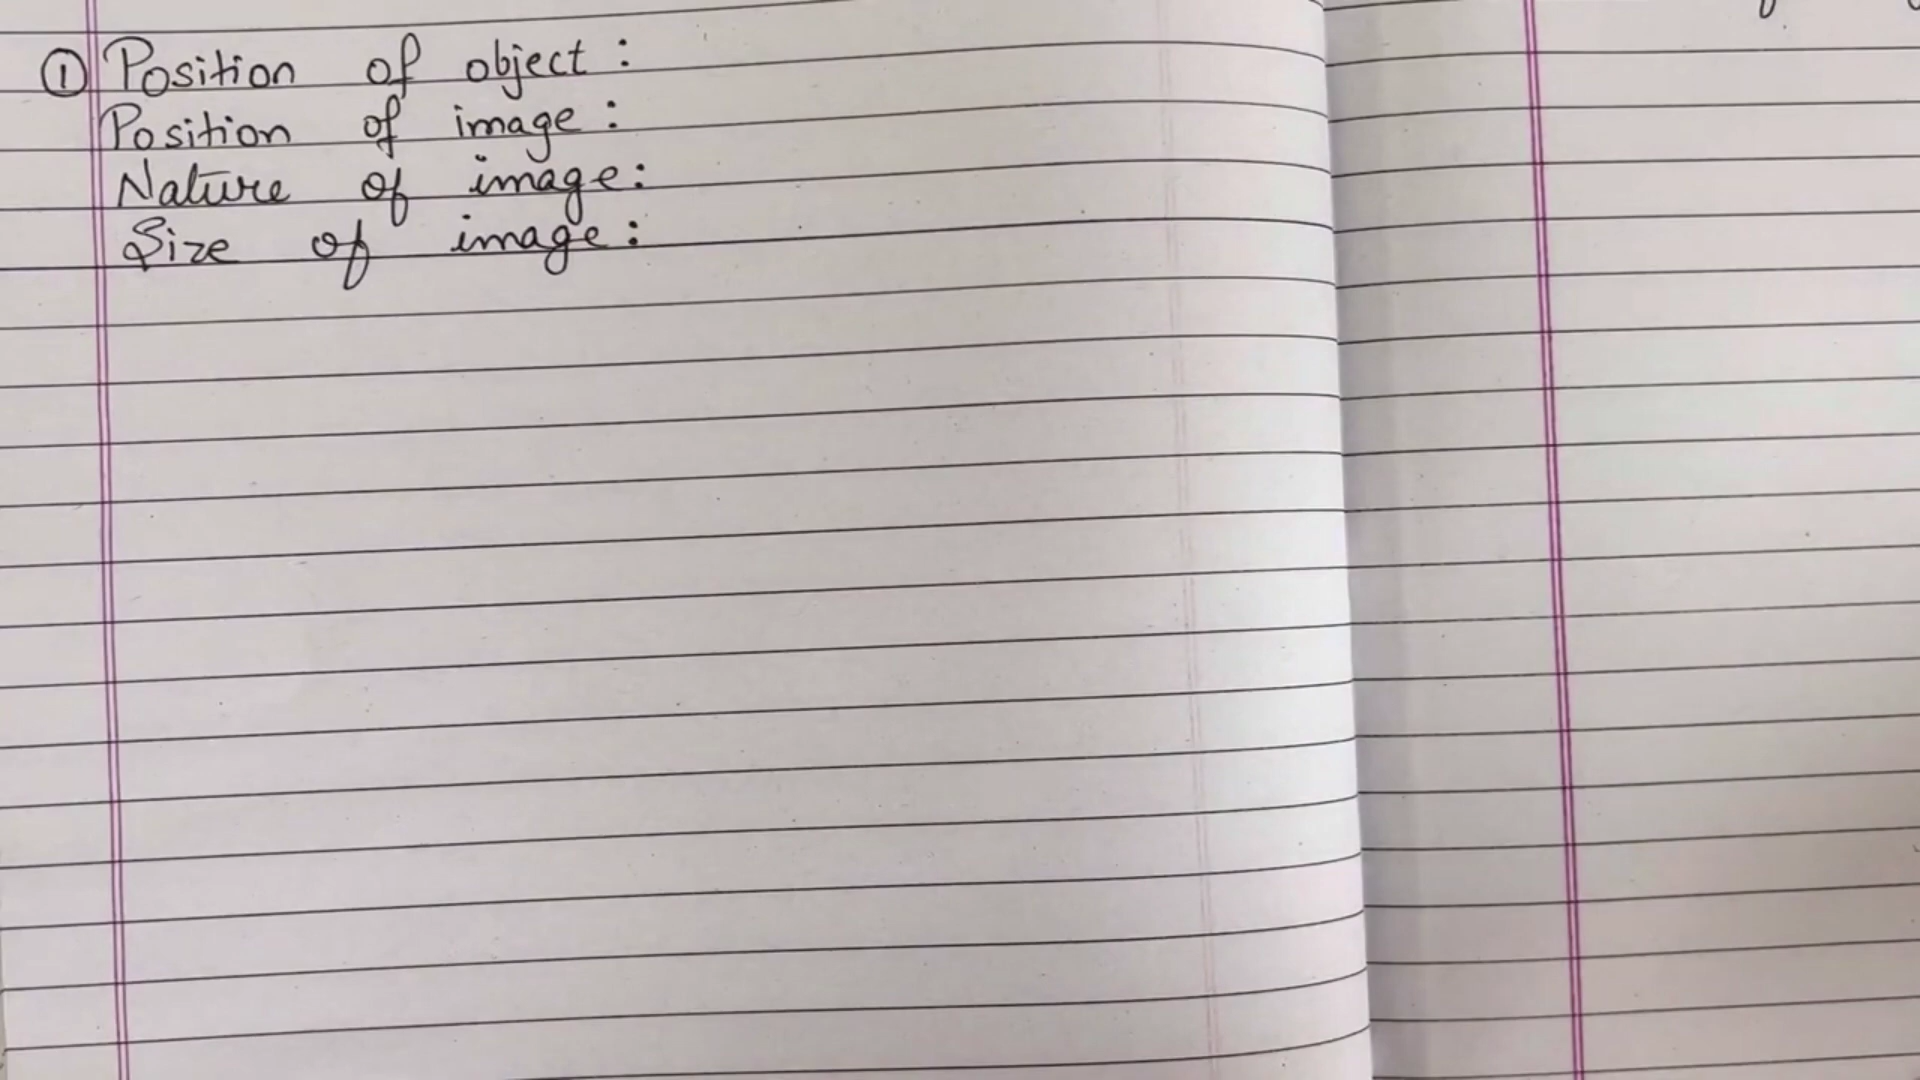 ① Position of object :
Position of image :
Nature of image :
Size of image :